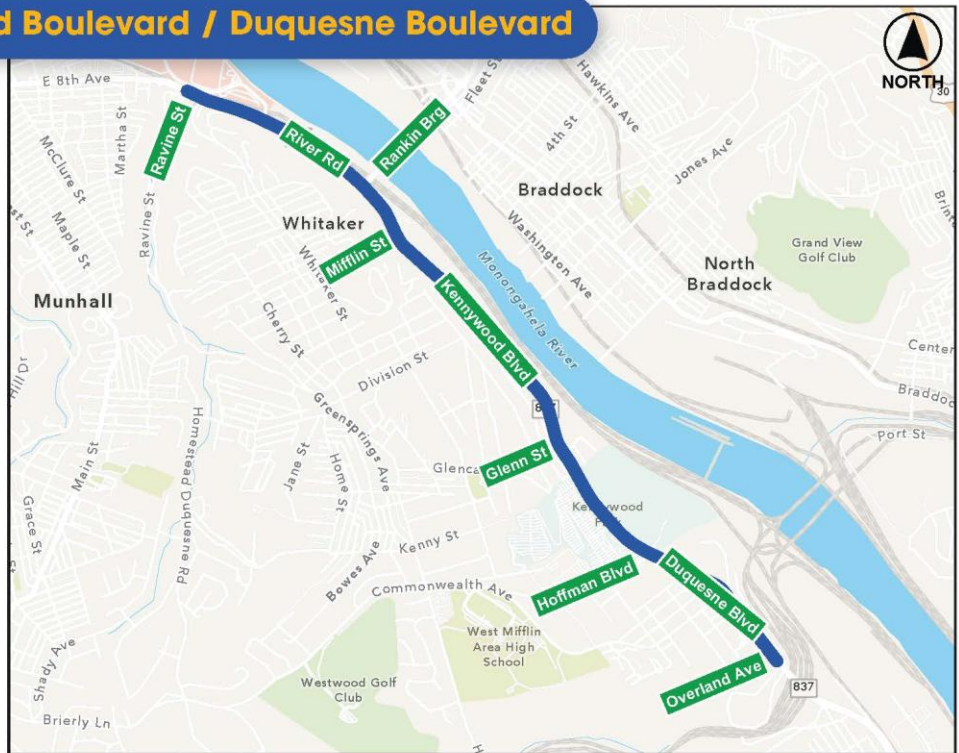 d Boulevard / Duquesne Boulevard
NORTH
30
E 8th Ave
Fleet St
Hawkins Ave
Ravine St
Martha St
River Rd
Rankin Brg
4th St
Jones Ave
McClure St
Braddock
Maple St
Ravine St
Whitaker
Mifflin St
Washington Ave
Grand View
Golf Club
Whitaker St
Monongahela River
North
Braddock
Munhall
Kennywood Blvd
Cherry St
Center
Division St
Hill Dr
Port St
Greensprings Ave
Homestead Duquesne Rd
Main St
Jane St
Home St
Glenn St
Grace St
Kenny St
Bowes Ave
Commonwealth Ave
Hoffman Blvd
Duquesne Blvd
West Mifflin
Area High
School
Shady Ave
Westwood Golf
Club
Overland Ave
837
Brierly Ln